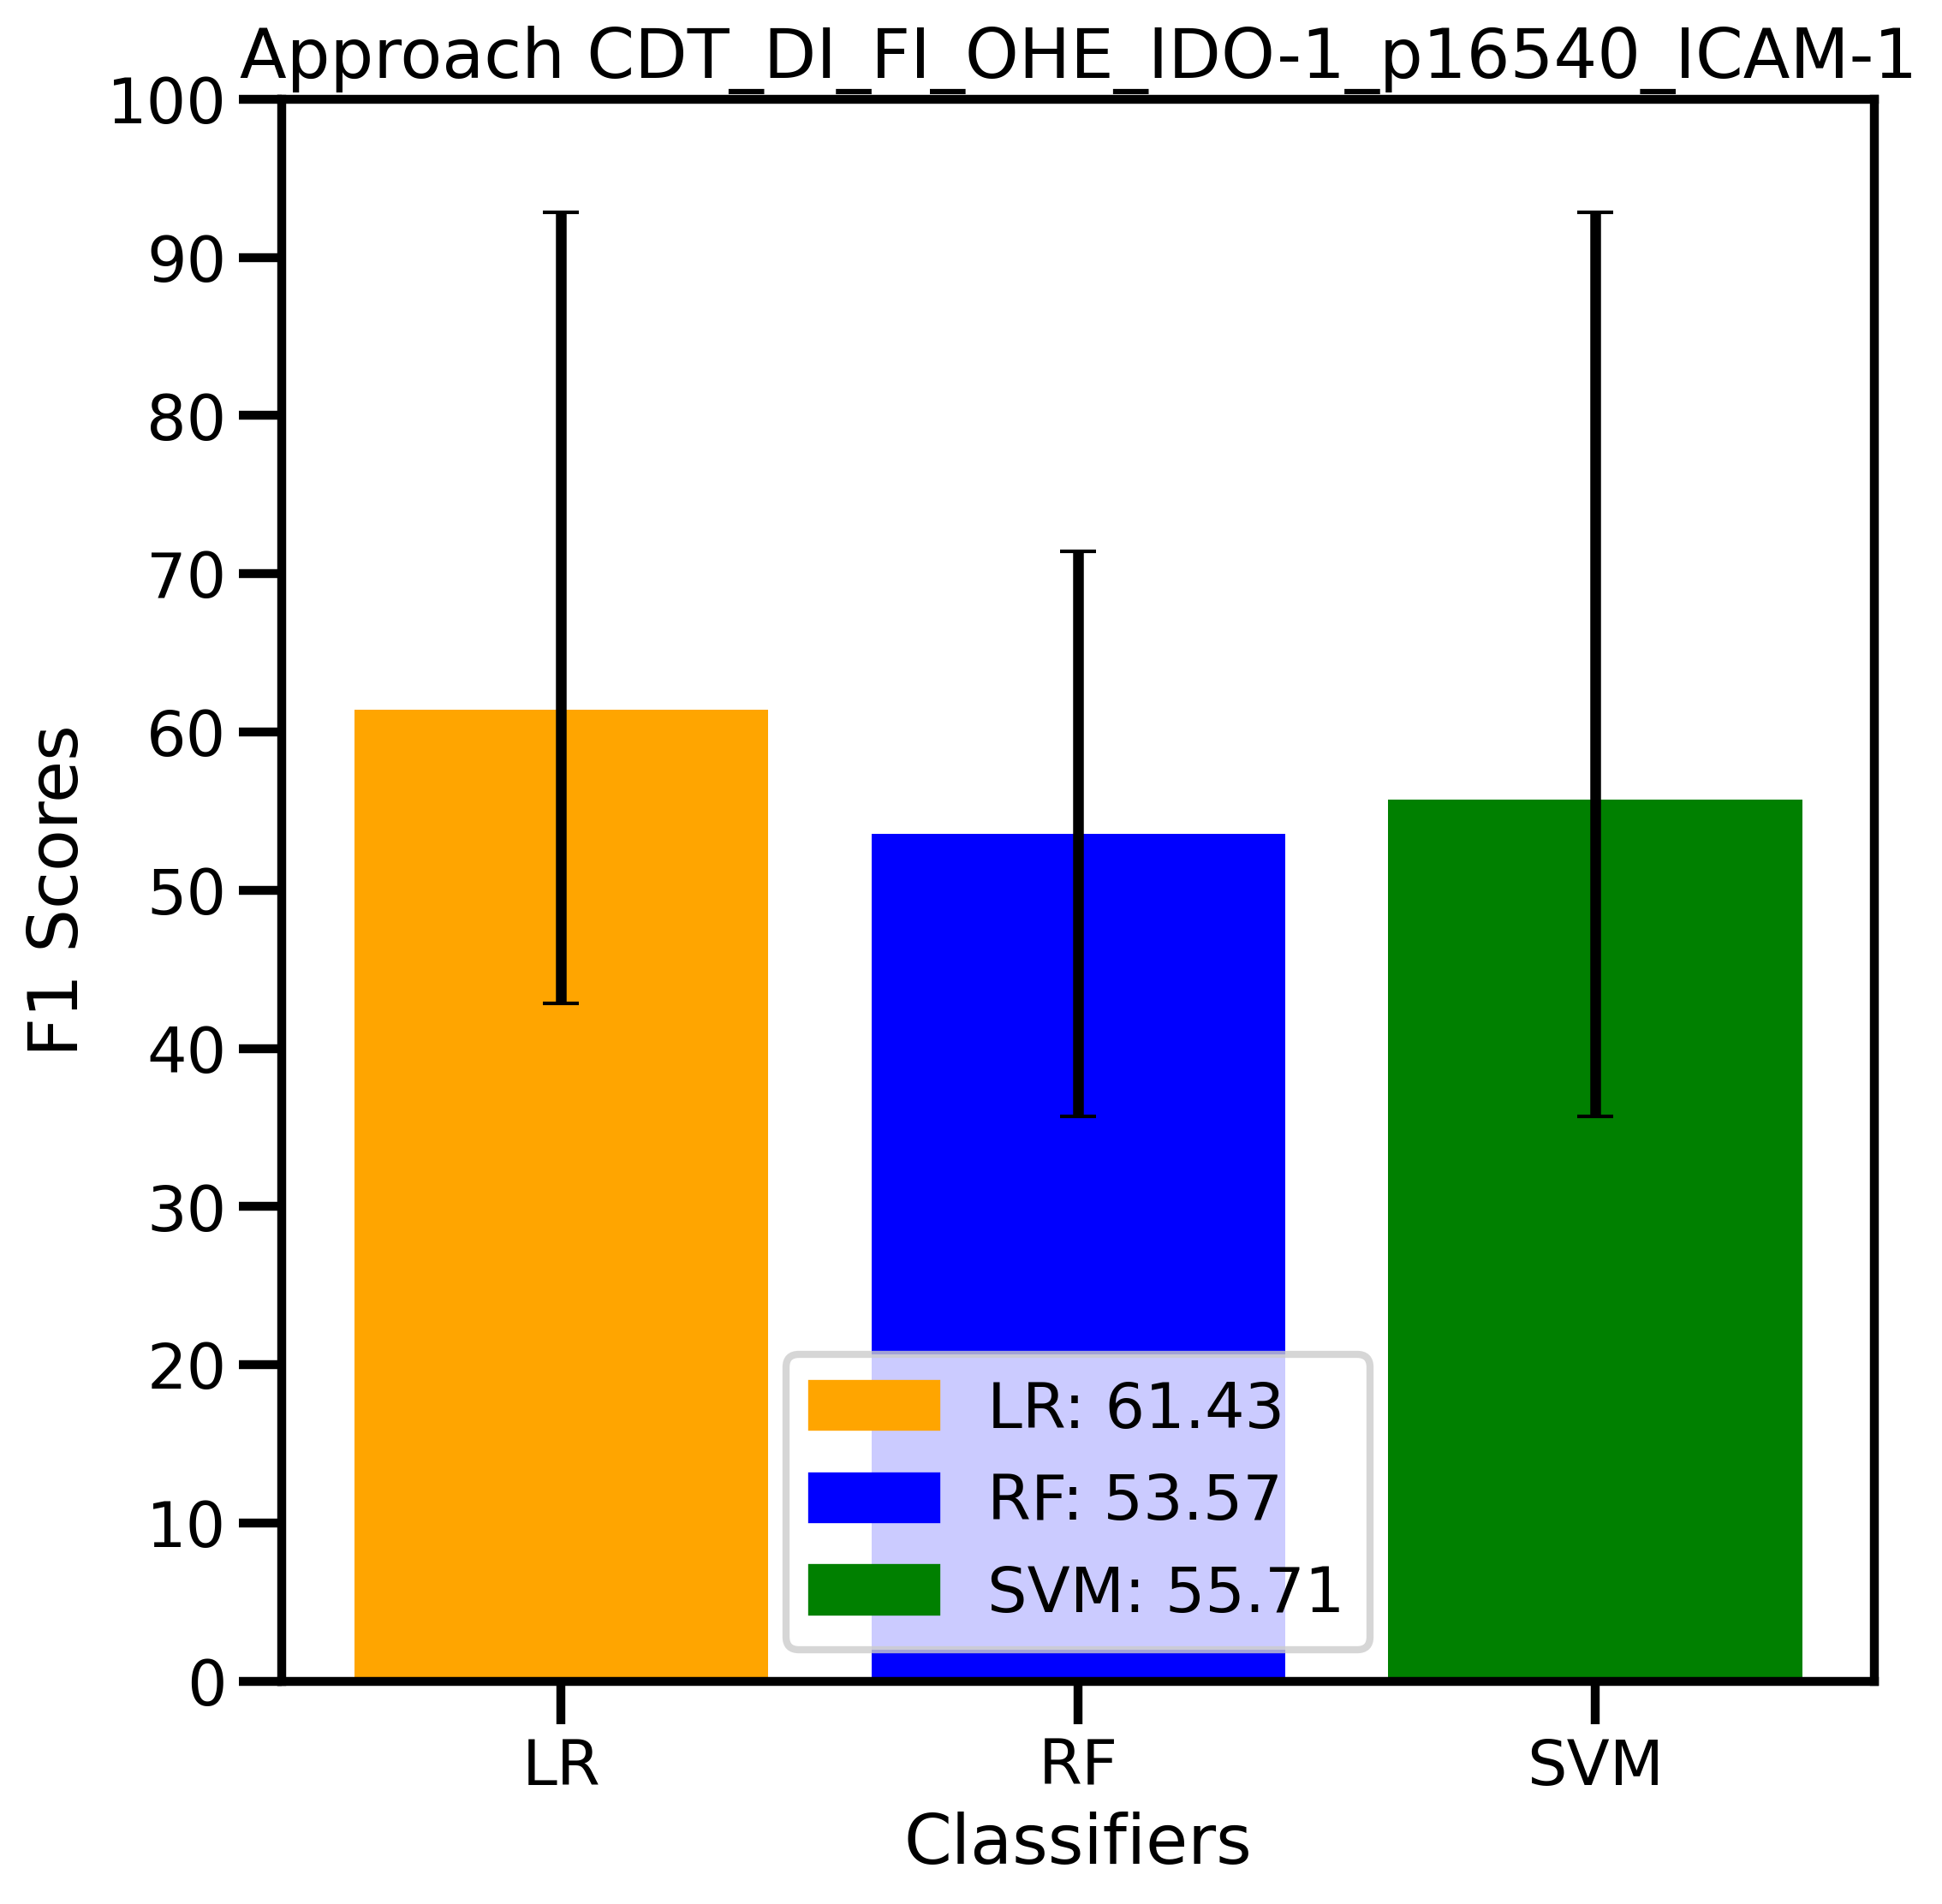 Approach CDT_DI_FI_OHE_IDO-1_p16540_ICAM-1
100
90
80
70
60
50
40
30
20
10
0
F1 Scores
LR: 61.43
RF: 53.57
SVM: 55.71
LR RF SVM
Classifiers